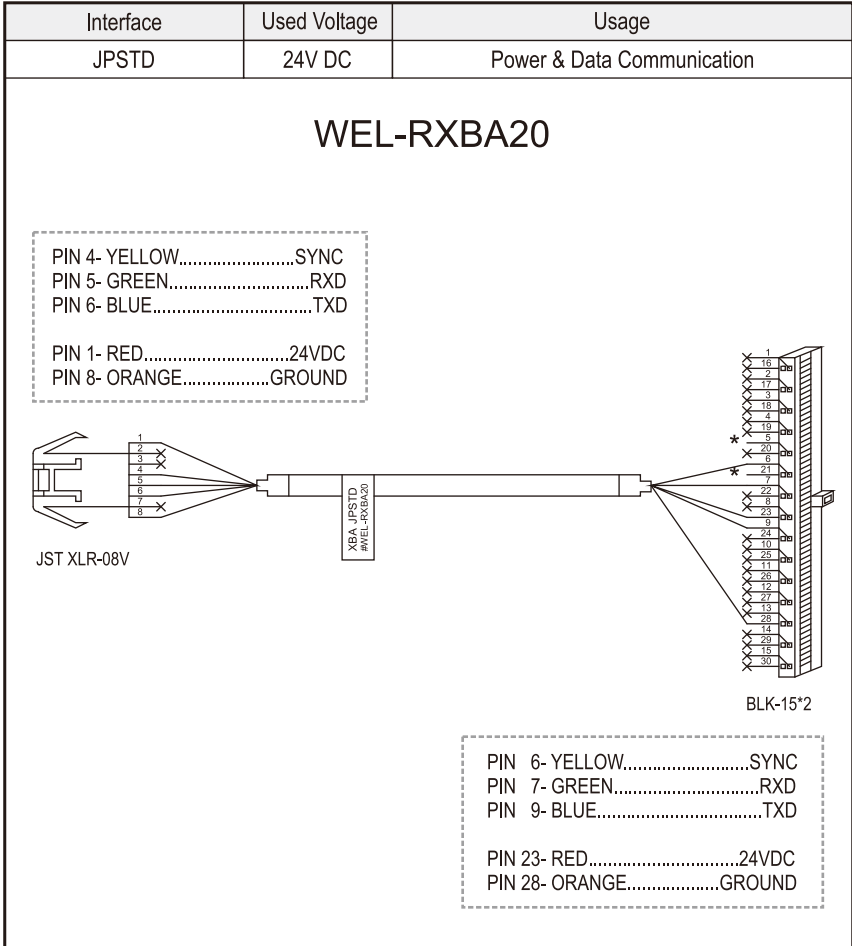 Interface Used Voltage Usage
JPSTD 24V DC Power & Data Communication
WEL-RXBA20
PIN 4- YELLOW.......................SYNC
PIN 5- GREEN............................RXD
PIN 6- BLUE................................TXD
PIN 1- RED.............................24VDC
PIN 8- ORANGE.................GROUND
1
2
3
4
5
6
7
8
JST XLR-08V
XBA JPSTD
#WEL-RXBA20
1
16
2
17
3
18
4
19
* 5
20
6
* 21
7
22
8
23
9
24
10
25
11
26
12
27
13
28
14
29
15
30
BLK-15*2
PIN 6- YELLOW.........................SYNC
PIN 7- GREEN.............................RXD
PIN 9- BLUE.................................TXD
PIN 23- RED..............................24VDC
PIN 28- ORANGE..................GROUND